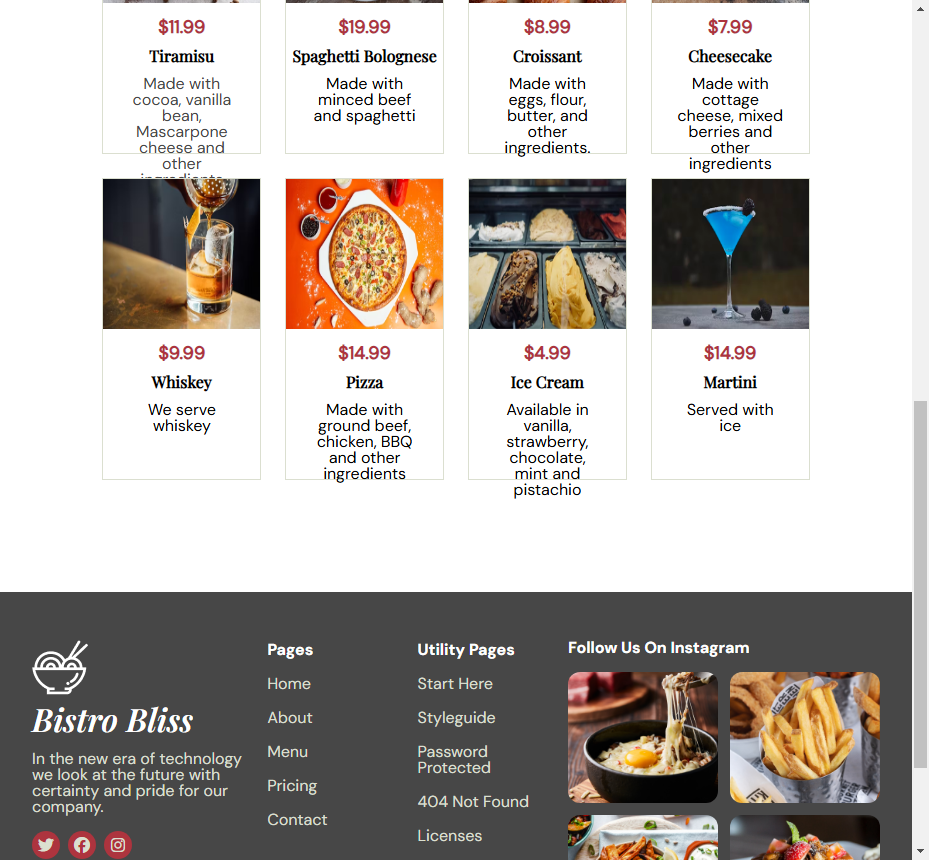 $11.99
Tiramisu
Made with
cocoa, vanilla
bean,
Mascarpone
cheese and
other
ingredients
$19.99
Spaghetti Bolognese
Made with
minced beef
and spaghetti
$8.99
Croissant
Made with
eggs, flour,
butter, and
other
ingredients.
$7.99
Cheesecake
Made with
cottage
cheese, mixed
berries and
other
ingredients
$9.99
Whiskey
We serve
whiskey
$14.99
Pizza
Made with
ground beef,
chicken, BBQ
and other
ingredients
$4.99
Ice Cream
Available in
vanilla,
strawberry,
chocolate,
mint and
pistachio
$14.99
Martini
Served with
ice
Bistro Bliss
In the new era of technology
we look at the future with
certainty and pride for our
company.
Pages
Home
About
Menu
Pricing
Contact
Utility Pages
Start Here
Styleguide
Password
Protected
404 Not Found
Licenses
Follow Us On Instagram